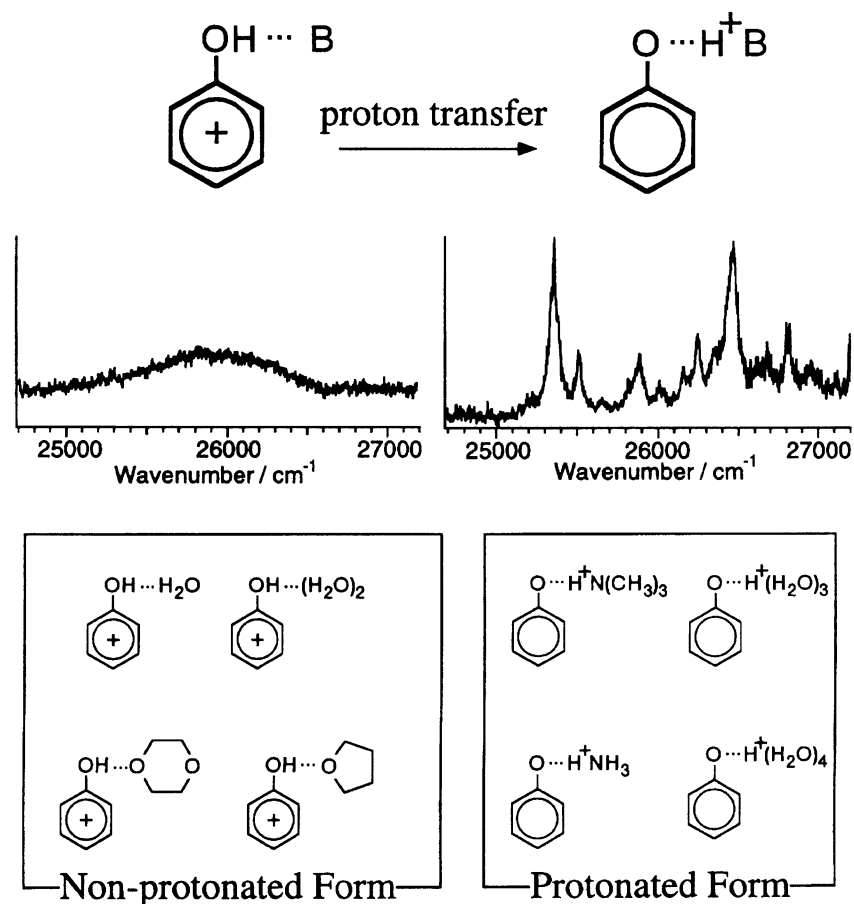 OH ··· B
O ··· H⁺B
+
proton transfer
25000 26000 27000
Wavenumber / cm⁻¹
25000 26000 27000
Wavenumber / cm⁻¹
OH ··· H₂O
+
OH ··· (H₂O)₂
+
OH ··· O O
+
OH ··· O
+
Non-protonated Form
O ··· H⁺N(CH₃)₃
O ··· H⁺(H₂O)₃
O ··· H⁺NH₃
O ··· H⁺(H₂O)₄
Protonated Form